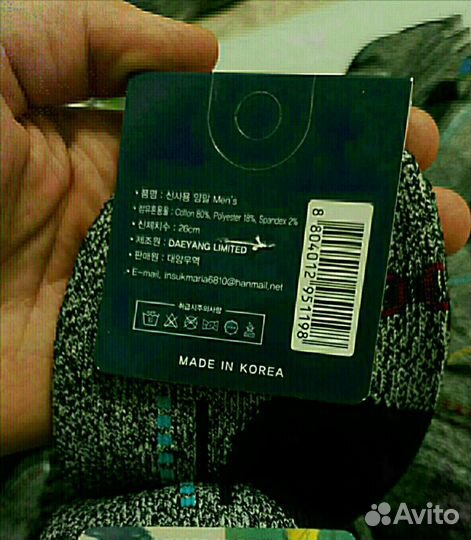 • 품명 : 신사용 양말 Men's
• 섬유혼용율 : Cotton 80%, Polyester 18%, Spandex 2%
• 신체치수 : 26cm
• 제조원 : DAEYANG LIMITED
• 판매원 : 대양무역
• E-mail, insukmaria6810@hanmail.net
취급시주의사항
MADE IN KOREA
8 804012 951198
Avito